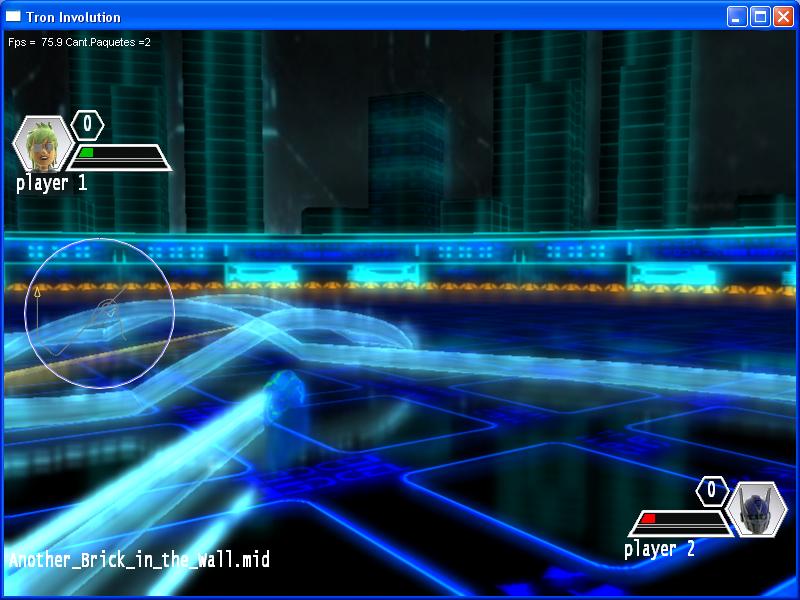 Tron Involution
Fps = 75.9 Cant.Paquetes =2
0
player 1
0
player 2
Another_Brick_in_the_Wall.mid